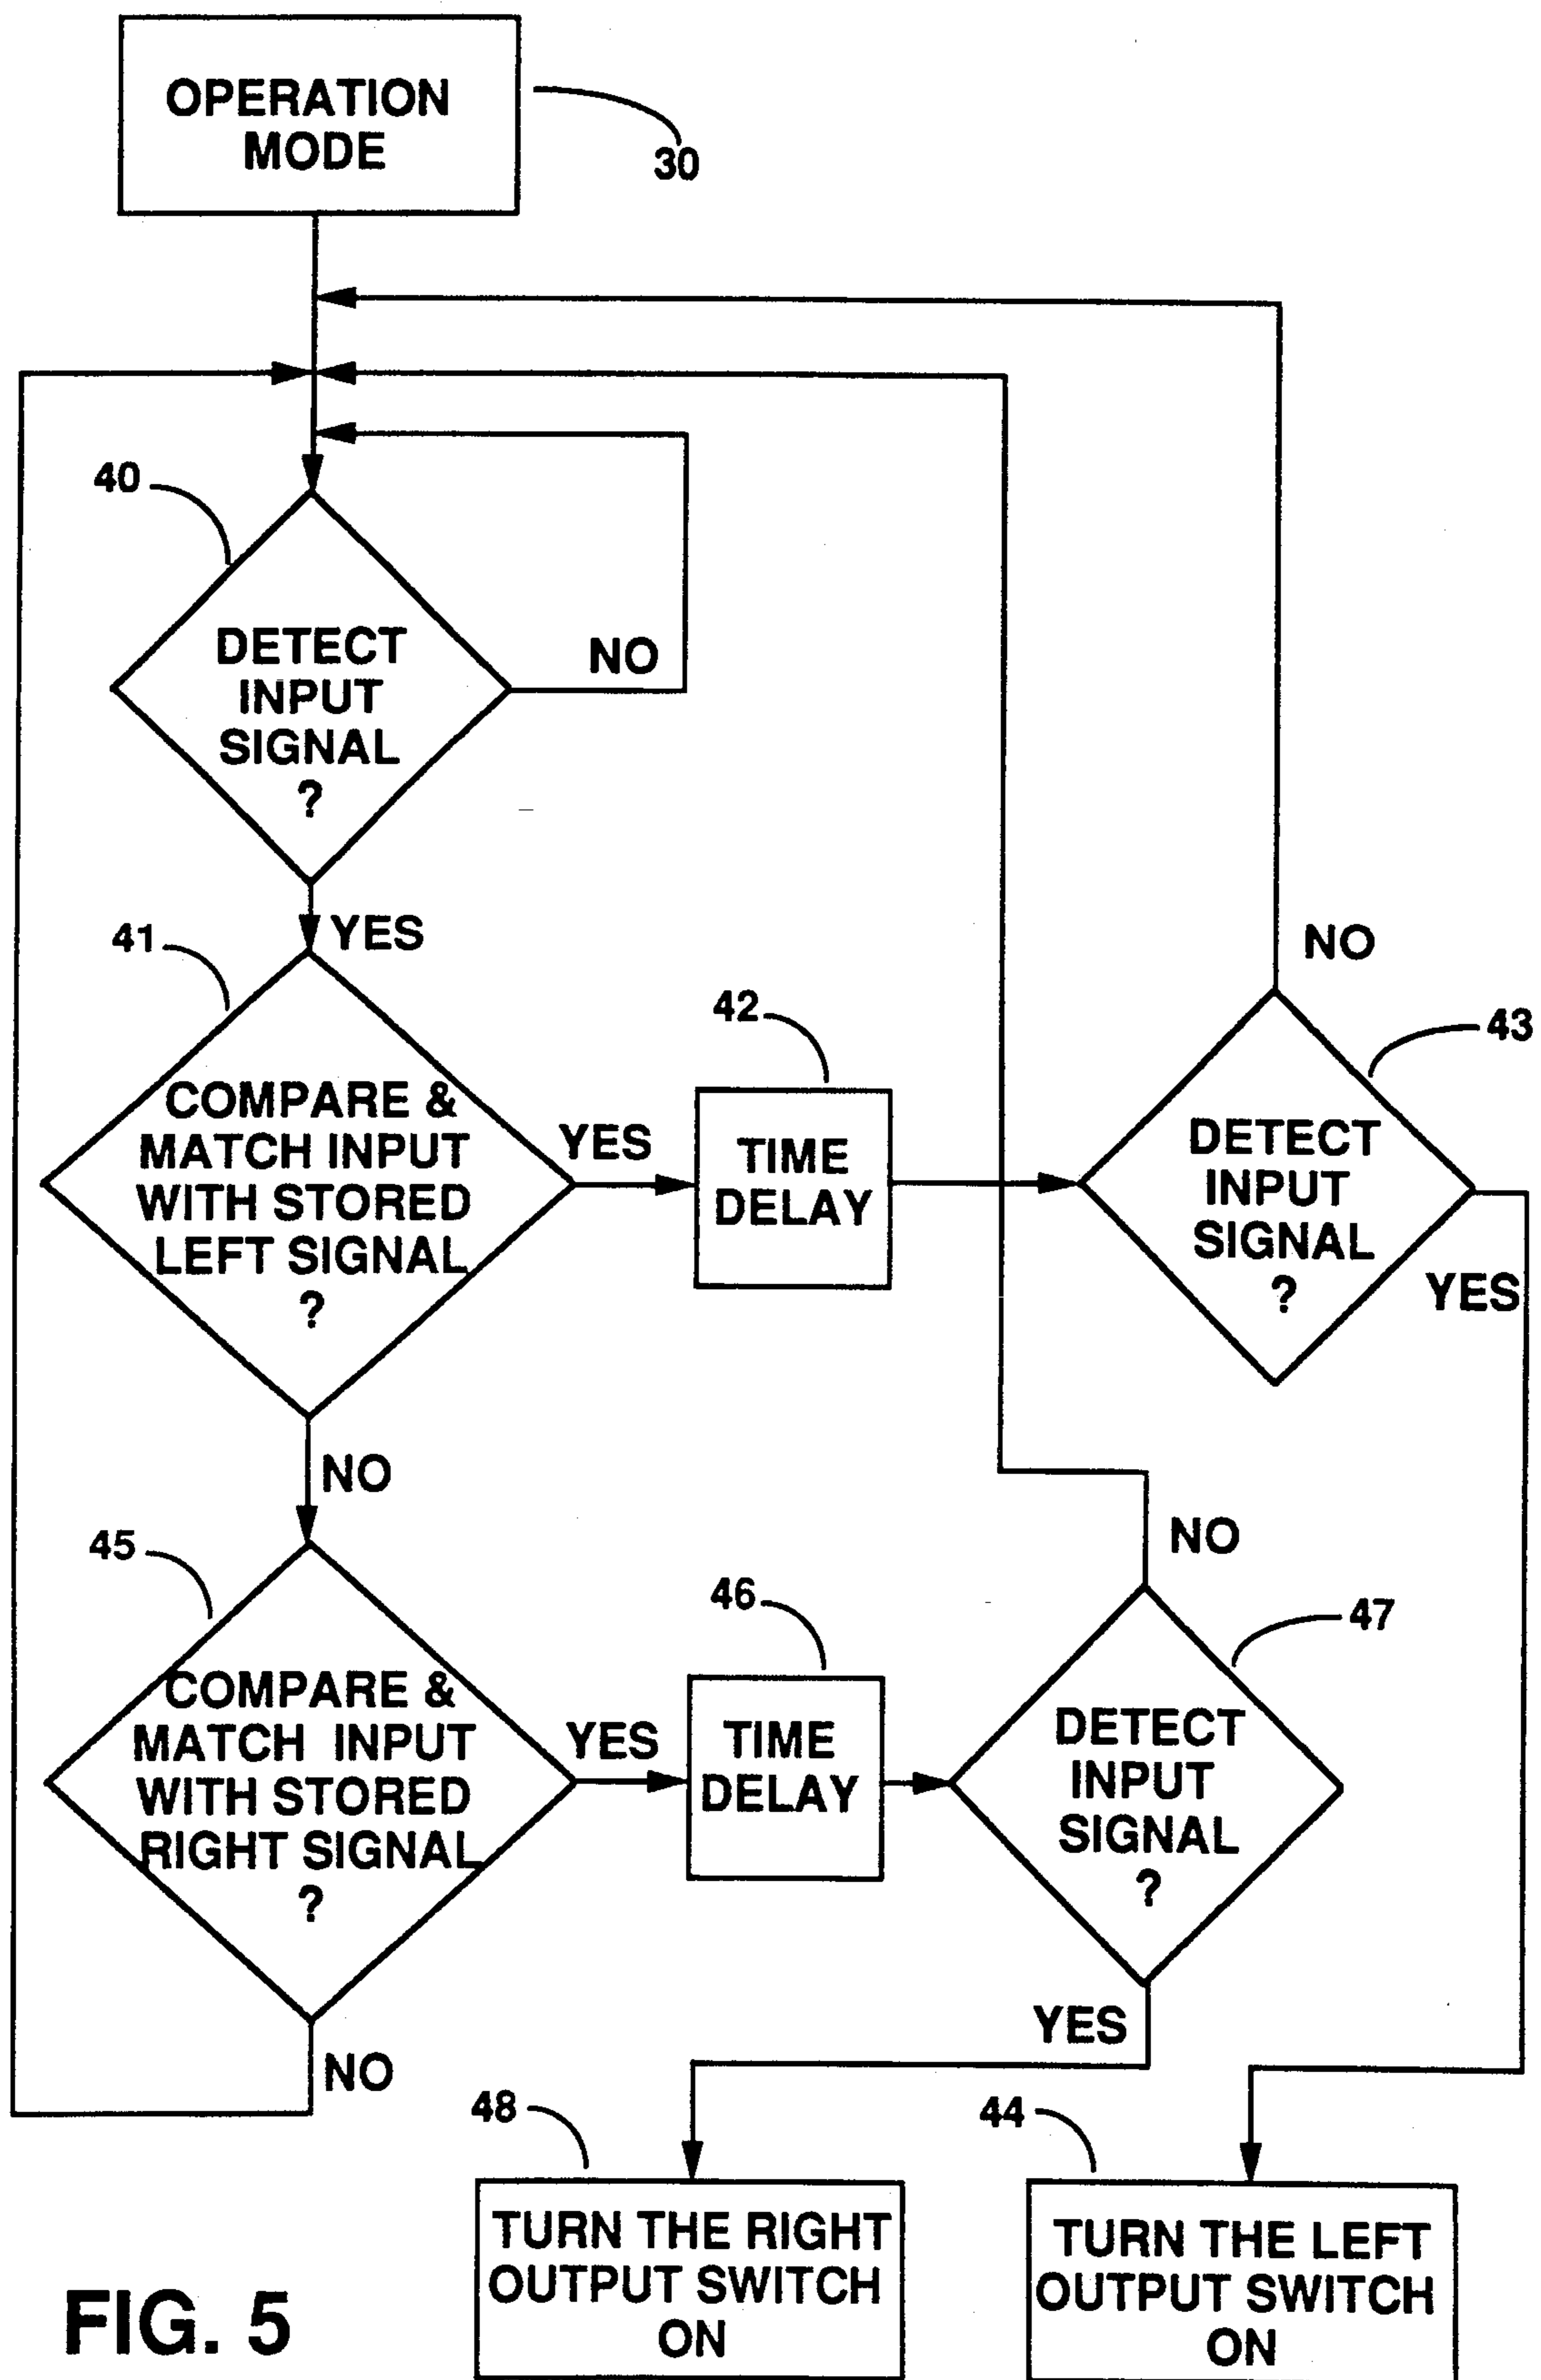 OPERATION
MODE
30
40
DETECT
INPUT
SIGNAL
?
NO
YES
41
COMPARE &
MATCH INPUT
WITH STORED
LEFT SIGNAL
?
YES
42
TIME
DELAY
NO
43
DETECT
INPUT
SIGNAL
?
YES
NO
45
COMPARE &
MATCH INPUT
WITH STORED
RIGHT SIGNAL
?
YES
46
TIME
DELAY
NO
47
DETECT
INPUT
SIGNAL
?
YES
NO
48
TURN THE RIGHT
OUTPUT SWITCH
ON
44
TURN THE LEFT
OUTPUT SWITCH
ON
FIG. 5